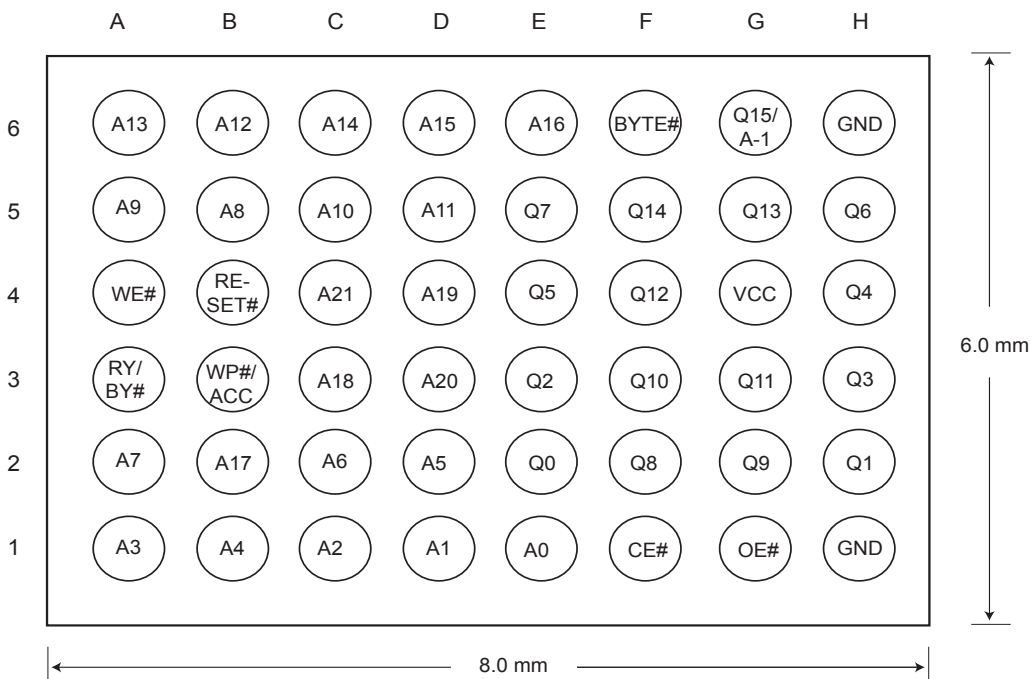 A B C D E F G H
6 A13 A12 A14 A15 A16 BYTE# Q15/ A-1 GND
5 A9 A8 A10 A11 Q7 Q14 Q13 Q6
4 WE# RE- SET# A21 A19 Q5 Q12 VCC Q4
6.0 mm
3 RY/ BY# WP#/ ACC A18 A20 Q2 Q10 Q11 Q3
2 A7 A17 A6 A5 Q0 Q8 Q9 Q1
1 A3 A4 A2 A1 A0 CE# OE# GND
8.0 mm